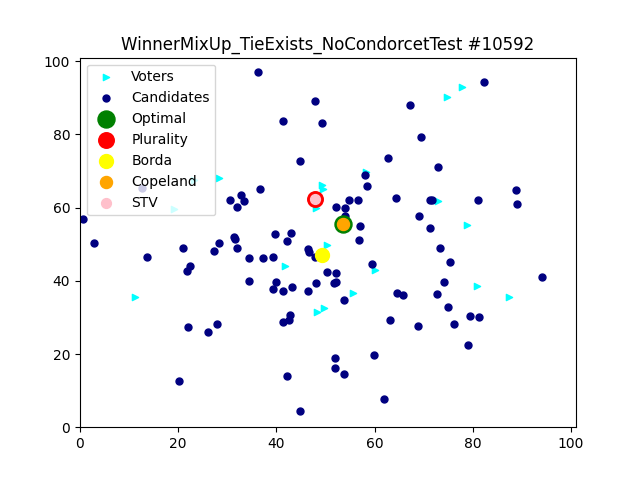 WinnerMixUp_TieExists_NoCondorcetTest #10592
Voters
Candidates
Optimal
Plurality
Borda
Copeland
STV
100
80
60
40
20
0
0 20 40 60 80 100